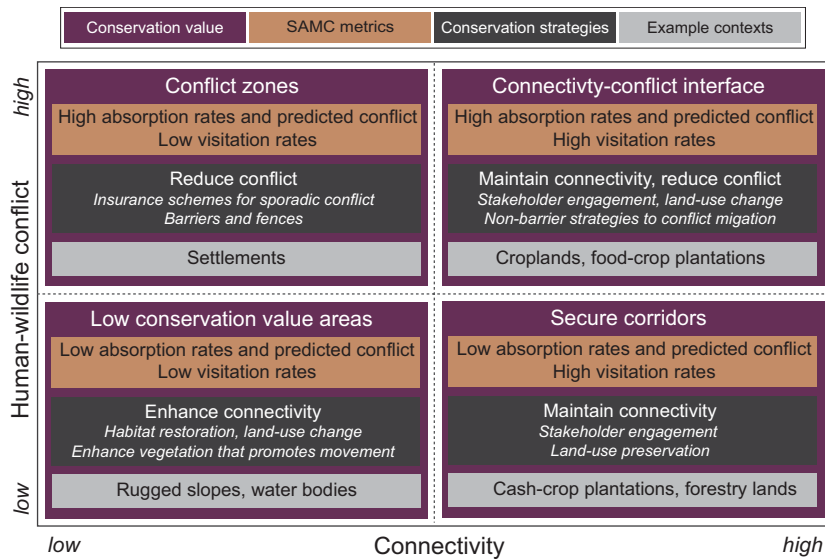 Conservation value
SAMC metrics
Conservation strategies
Example contexts
high
Human-wildlife conflict
low
Conflict zones
High absorption rates and predicted conflict
Low visitation rates
Reduce conflict
Insurance schemes for sporadic conflict
Barriers and fences
Settlements
Connectivty-conflict interface
High absorption rates and predicted conflict
High visitation rates
Maintain connectivity, reduce conflict
Stakeholder engagement, land-use change
Non-barrier strategies to conflict migation
Croplands, food-crop plantations
Low conservation value areas
Low absorption rates and predicted conflict
Low visitation rates
Enhance connectivity
Habitat restoration, land-use change
Enhance vegetation that promotes movement
Rugged slopes, water bodies
Secure corridors
Low absorption rates and predicted conflict
High visitation rates
Maintain connectivity
Stakeholder engagement
Land-use preservation
Cash-crop plantations, forestry lands
low
Connectivity
high